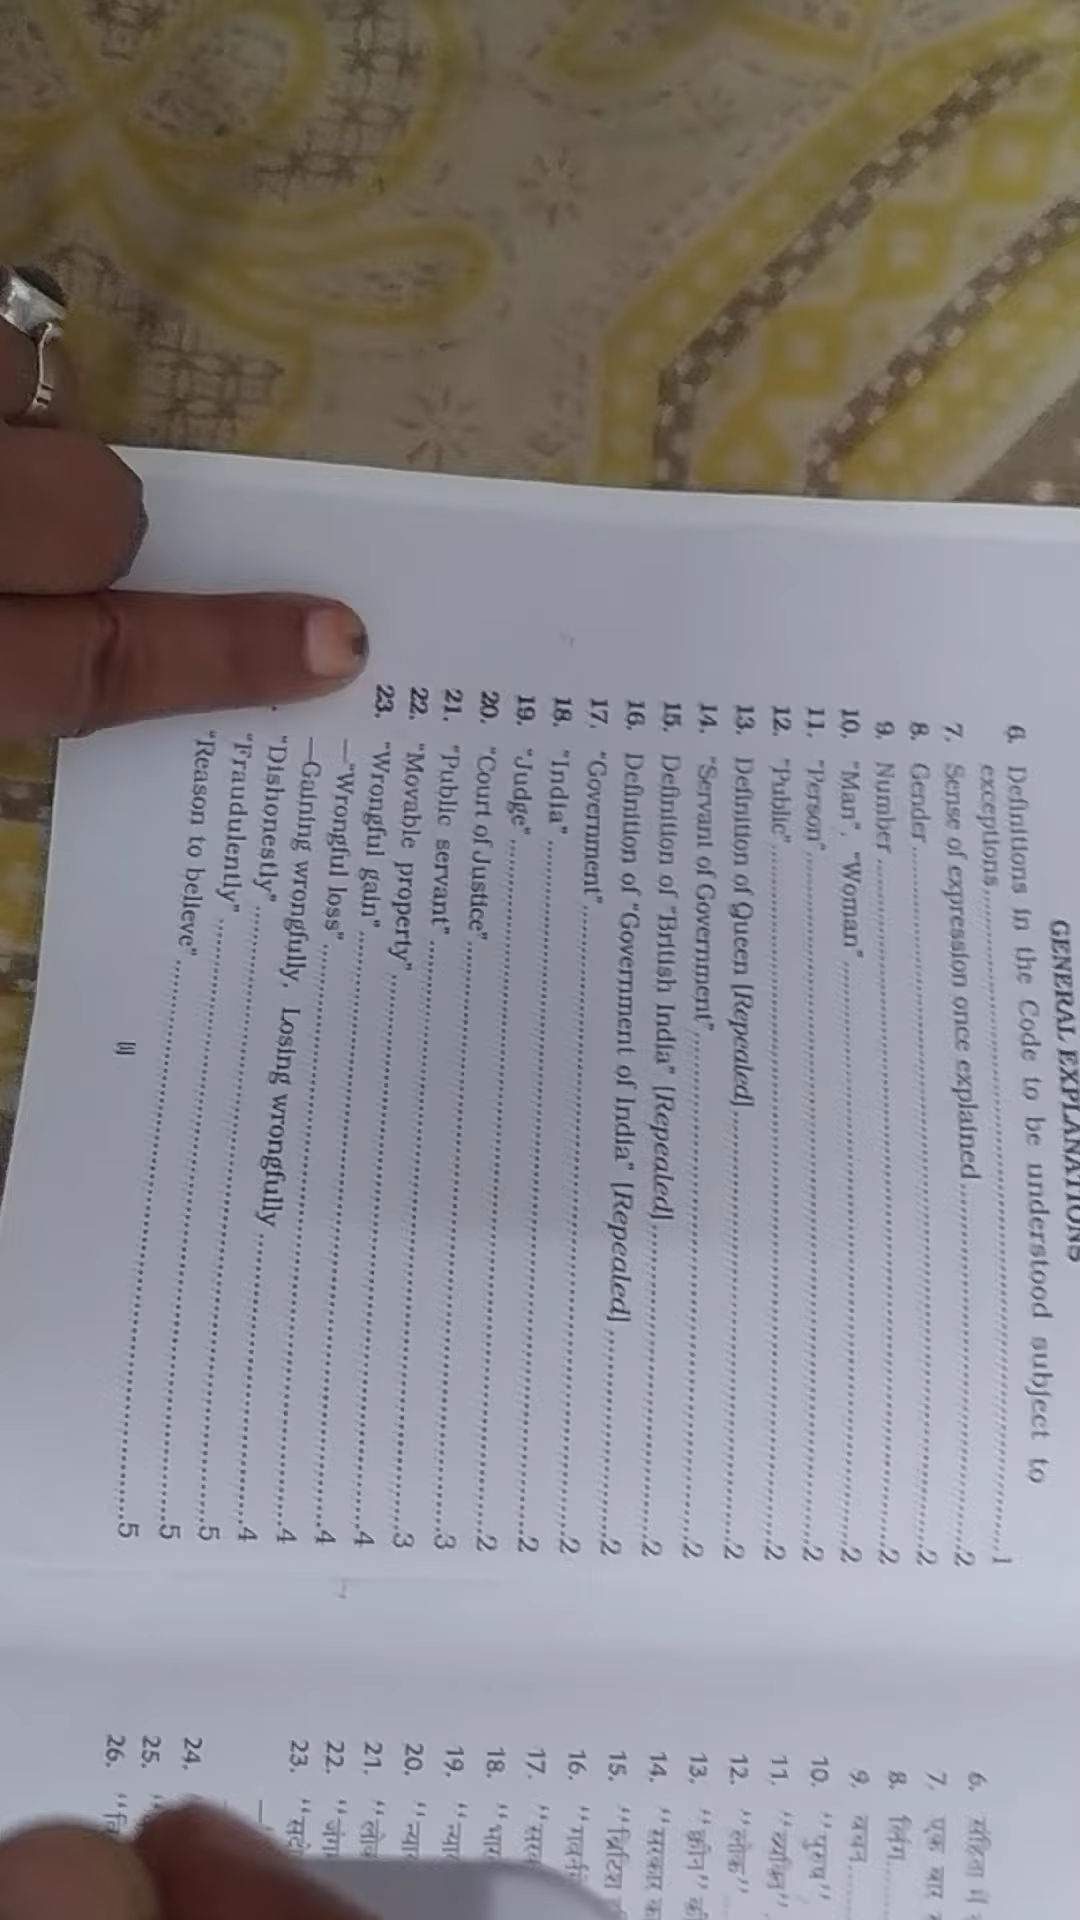 GENERAL EXPLANATIONS
6. Definitions in the Code to be understood subject to
exceptions..........1
7. Sense of expression once explained..........2
8. Gender..........2
9. Number..........2
10. "Man", "Woman"..........2
11. "Person"..........2
12. "Public"..........2
13. Definition of Queen [Repealed]..........2
14. "Servant of Government"..........2
15. Definition of "British India" [Repealed]..........2
16. Definition of "Government of India" [Repealed]..........2
17. "Government"..........2
18. "India"..........2
19. "Judge"..........2
20. "Court of Justice"..........3
21. "Public servant"..........3
22. "Movable property"..........4
23. "Wrongful gain"..........4
—"Wrongful loss"..........4
—Gaining wrongfully, Losing wrongfully..........4
"Dishonestly"..........5
"Fraudulently"..........5
"Reason to believe"..........5
[i]
6. संहिता में
7. एक बार
8. लिंग..........
9. वचन..........
10. "पुरुष"
11. "व्यक्ति"
12. "लोक"
13. "क्वीन" की
14. "सरकार
15. "ब्रिटिश
16.
17.
18.
19.
20.
21.
22.
23.
24.
25.
26.